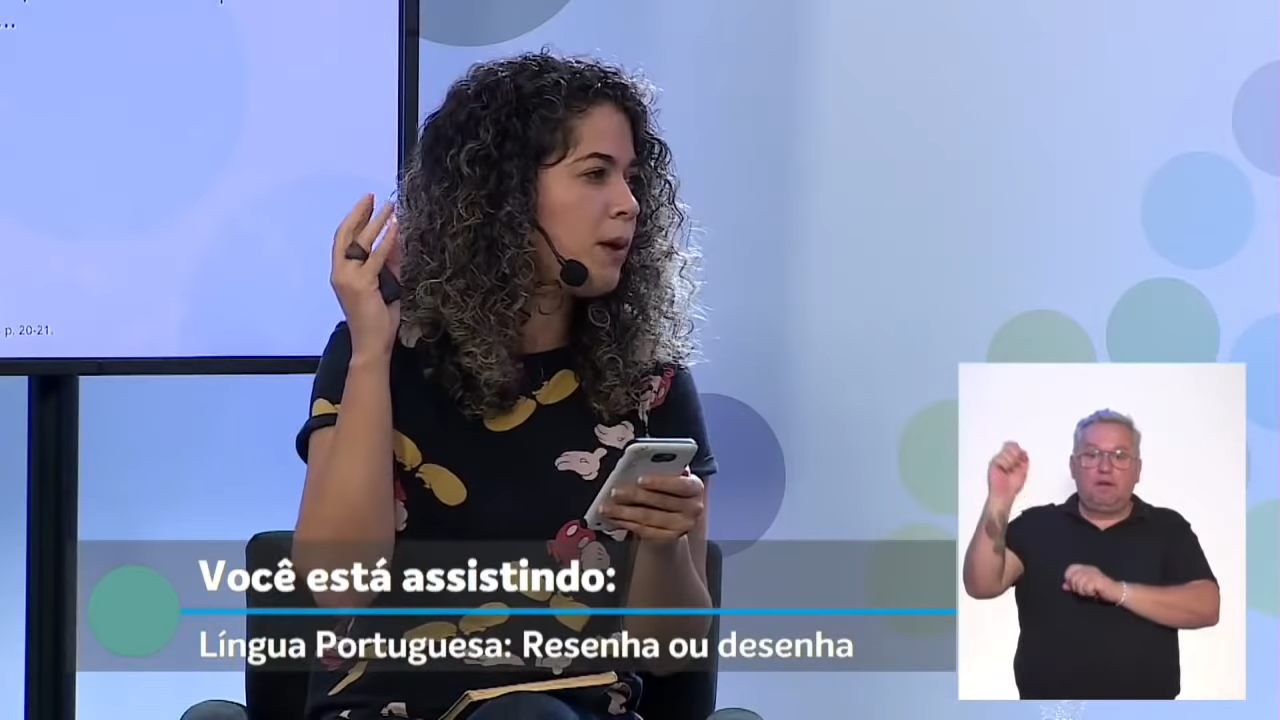 ...
p. 20-21.
Você está assistindo:
Língua Portuguesa: Resenha ou desenha